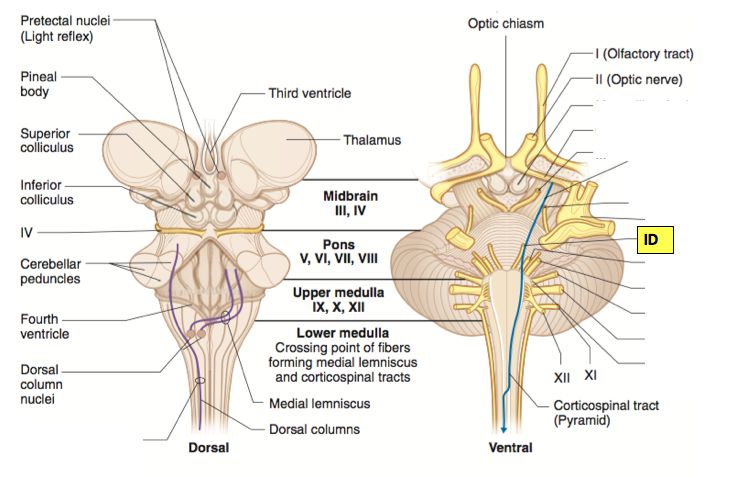 Pretectal nuclei
(Light reflex)
Pineal
body
Superior
colliculus
Inferior
colliculus
IV
Cerebellar
peduncles
Fourth
ventricle
Dorsal
column
nuclei
Third ventricle
Thalamus
Midbrain
III, IV
Pons
V, VI, VII, VIII
Upper medulla
IX, X, XII
Lower medulla
Crossing point of fibers
forming medial lemniscus
and corticospinal tracts
Medial lemniscus
Dorsal columns
Dorsal
Optic chiasm
I (Olfactory tract)
II (Optic nerve)
ID
XII
XI
Corticospinal tract
(Pyramid)
Ventral